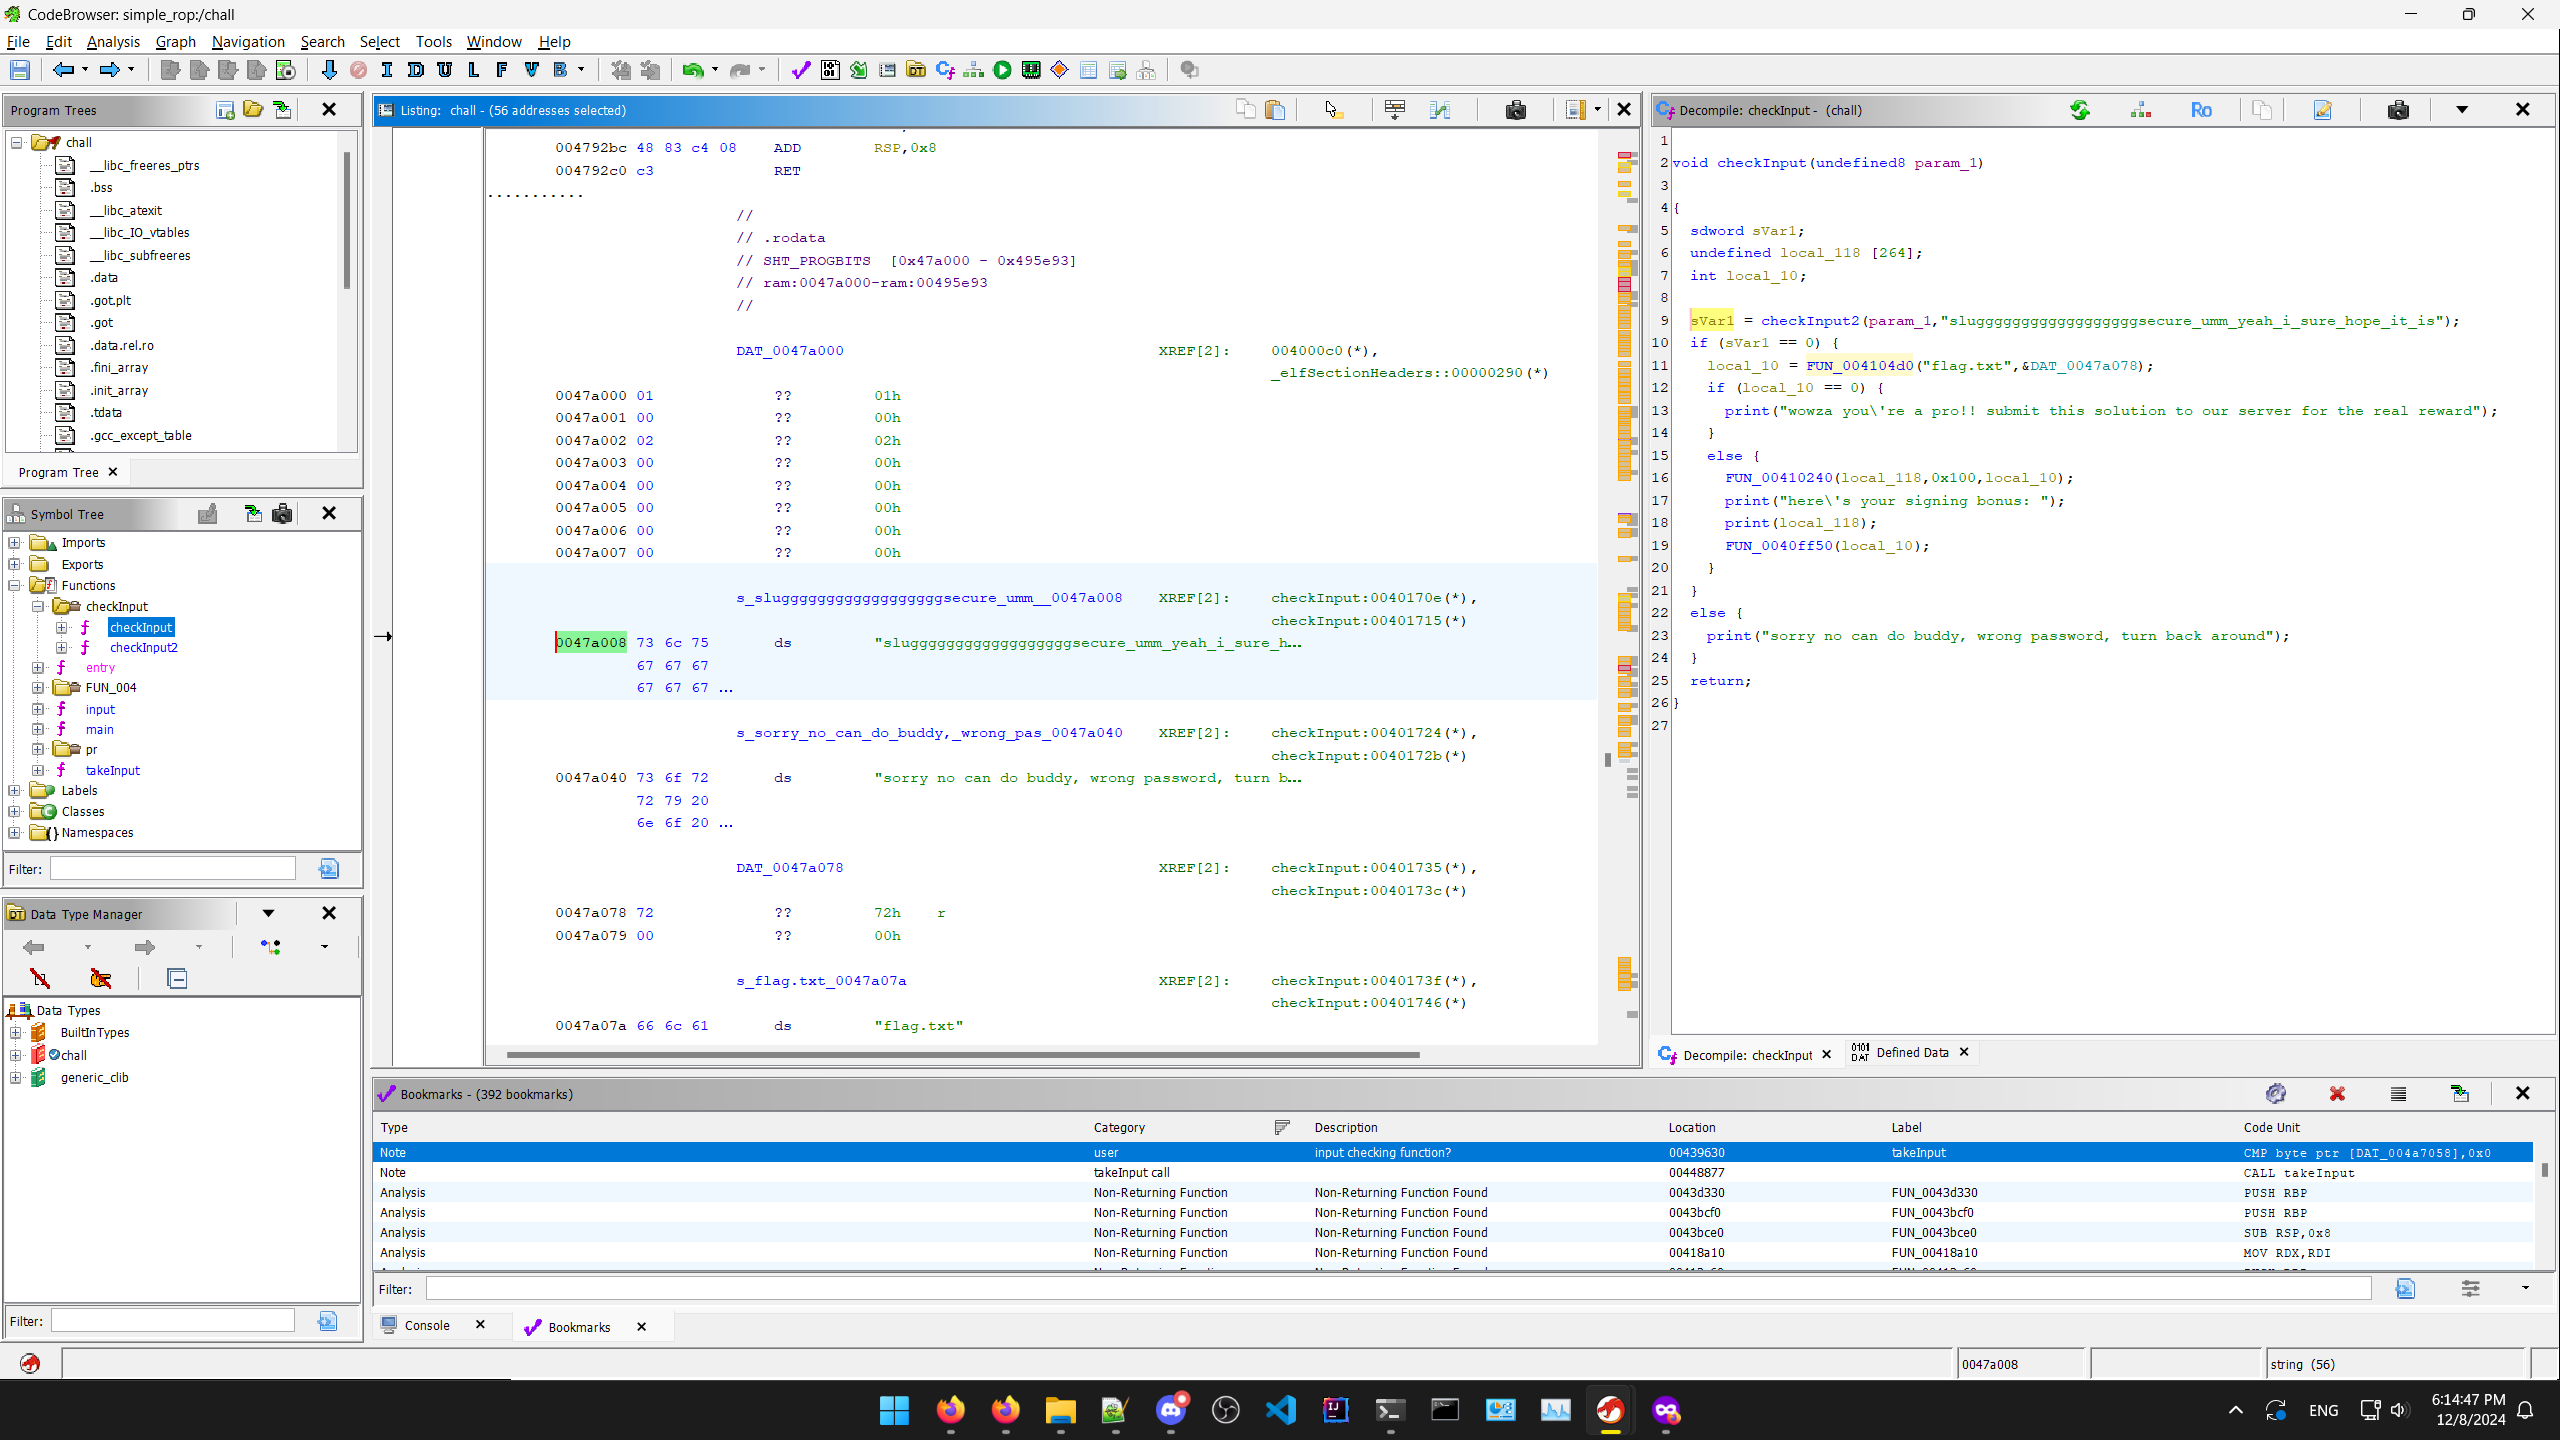 CodeBrowser: simple_rop:/chall
File Edit Analysis Graph Navigation Search Select Tools Window Help
Program Trees
chall
__libc_freeres_ptrs
.bss
__libc_atexit
__libc_IO_vtables
__libc_subfreeres
.data
.got.plt
.got
.data.rel.ro
.fini_array
.init_array
.tdata
.gcc_except_table
Program Tree
Symbol Tree
Imports
Exports
Functions
checkInput
checkInput
checkInput2
entry
FUN_004
input
main
pr
takeInput
Labels
Classes
Namespaces
Filter:
Data Type Manager
Data Types
BuiltInTypes
chall
generic_clib
Filter:
Listing: chall - (56 addresses selected)
004792bc 48 83 c4 08 ADD RSP,0x8
004792c0 c3 RET
//
// .rodata
// SHT_PROGBITS [0x47a000 - 0x495e93]
// ram:0047a000-ram:00495e93
//
DAT_0047a000 XREF[2]: 004000c0(*),
_elfSectionHeaders::00000290(*)
0047a000 01 ?? 01h
0047a001 00 ?? 00h
0047a002 02 ?? 02h
0047a003 00 ?? 00h
0047a004 00 ?? 00h
0047a005 00 ?? 00h
0047a006 00 ?? 00h
0047a007 00 ?? 00h
s_slugggggggggggggggggggsecure_umm__0047a008 XREF[2]: checkInput:0040170e(*),
checkInput:00401715(*)
0047a008 73 6c 75 ds "slugggggggggggggggggggsecure_umm_yeah_i_sure_h...
67 67 67
67 67 67 ...
s_sorry_no_can_do_buddy,_wrong_pas_0047a040 XREF[2]: checkInput:00401724(*),
checkInput:0040172b(*)
0047a040 73 6f 72 ds "sorry no can do buddy, wrong password, turn b...
72 79 20
6e 6f 20 ...
DAT_0047a078 XREF[2]: checkInput:00401735(*),
checkInput:0040173c(*)
0047a078 72 ?? 72h r
0047a079 00 ?? 00h
s_flag.txt_0047a07a XREF[2]: checkInput:0040173f(*),
checkInput:00401746(*)
0047a07a 66 6c 61 ds "flag.txt"
Decompile: checkInput - (chall)
1
2 void checkInput(undefined8 param_1)
3
4 {
5 sdword sVar1;
6 undefined local_118 [264];
7 int local_10;
8
9 sVar1 = checkInput2(param_1,"slugggggggggggggggggggsecure_umm_yeah_i_sure_hope_it_is");
10 if (sVar1 == 0) {
11 local_10 = FUN_004104d0("flag.txt",&DAT_0047a078);
12 if (local_10 == 0) {
13 print("wowza you\'re a pro!! submit this solution to our server for the real reward");
14 }
15 else {
16 FUN_00410240(local_118,0x100,local_10);
17 print("here\'s your signing bonus: ");
18 print(local_118);
19 FUN_0040ff50(local_10);
20 }
21 }
22 else {
23 print("sorry no can do buddy, wrong password, turn back around");
24 }
25 return;
26 }
27
Decompile: checkInput Defined Data
Bookmarks - (392 bookmarks)
Type Category Description Location Label Code Unit
Note user input checking function? 00439630 takeInput CMP byte ptr [DAT_004a7058],0x0
Note takeInput call 00448877 CALL takeInput
Analysis Non-Returning Function Non-Returning Function Found 0043d330 FUN_0043d330 PUSH RBP
Analysis Non-Returning Function Non-Returning Function Found 0043bcf0 FUN_0043bcf0 PUSH RBP
Analysis Non-Returning Function Non-Returning Function Found 0043bce0 FUN_0043bce0 SUB RSP,0x8
Analysis Non-Returning Function Non-Returning Function Found 00418a10 FUN_00418a10 MOV RDX,RDI
Filter:
Console Bookmarks
0047a008 string (56)
ENG
6:14:47 PM
12/8/2024